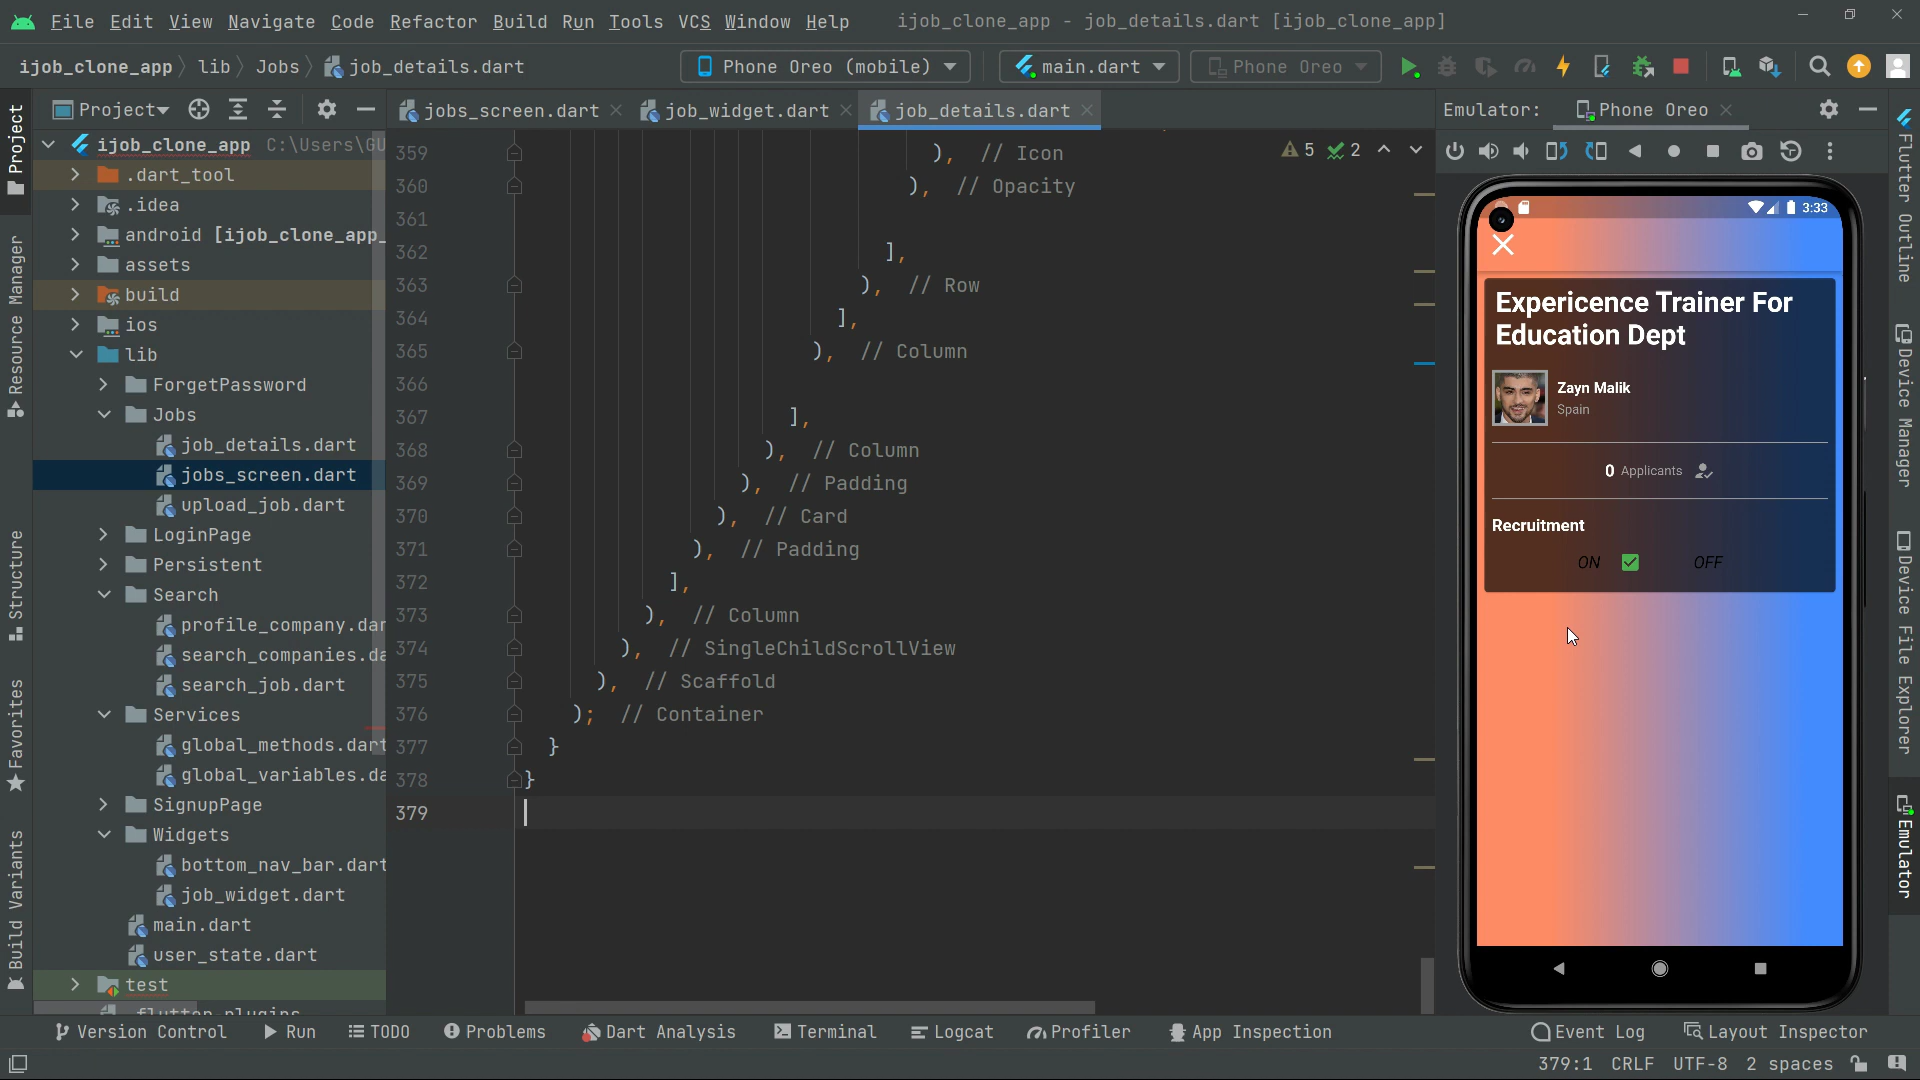 File Edit View Navigate Code Refactor Build Run Tools VCS Window Help ijob_clone_app - job_details.dart [ijob_clone_app]
ijob_clone_app lib Jobs job_details.dart Phone Oreo (mobile) main.dart Phone Oreo
Project jobs_screen.dart job_widget.dart job_details.dart Emulator: Phone Oreo
ijob_clone_app C:\Users\GU
.dart_tool
.idea
android [ijob_clone_app_
assets
build
ios
lib
ForgetPassword
Jobs
job_details.dart
jobs_screen.dart
upload_job.dart
LoginPage
Persistent
Search
profile_company.dar
search_companies.da
search_job.dart
Services
global_methods.dart
global_variables.da
SignupPage
Widgets
bottom_nav_bar.dart
job_widget.dart
main.dart
user_state.dart
test
.flutter-plugins
Project
Resource Manager
Structure
Favorites
Build Variants
5 2
359 ), // Icon
360 ), // Opacity
361
362 ],
363 ), // Row
364 ],
365 ), // Column
366
367 ],
368 ), // Column
369 ), // Padding
370 ), // Card
371 ), // Padding
372 ],
373 ), // Column
374 ), // SingleChildScrollView
375 ), // Scaffold
376 ); // Container
377 }
378 }
379
3:33
Expericence Trainer For
Education Dept
Zayn Malik
Spain
0 Applicants
Recruitment
ON OFF
Flutter Outline
Device Manager
Device File Explorer
Emulator
Version Control Run TODO Problems Dart Analysis Terminal Logcat Profiler App Inspection Event Log Layout Inspector
379:1 CRLF UTF-8 2 spaces